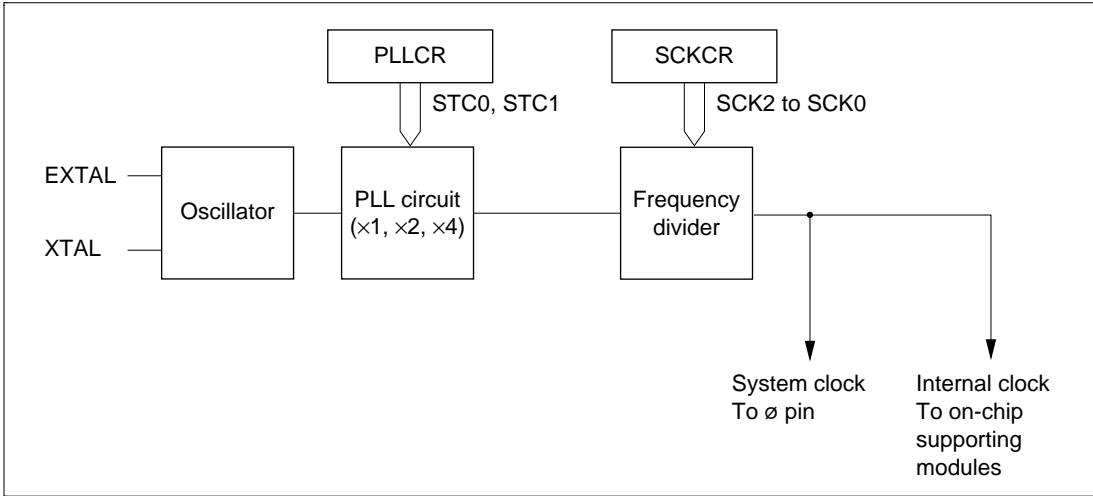 PLLCR
SCKCR
STC0, STC1
SCK2 to SCK0
EXTAL
XTAL
Oscillator
PLL circuit
(×1, ×2, ×4)
Frequency
divider
System clock
To ø pin
Internal clock
To on-chip
supporting
modules